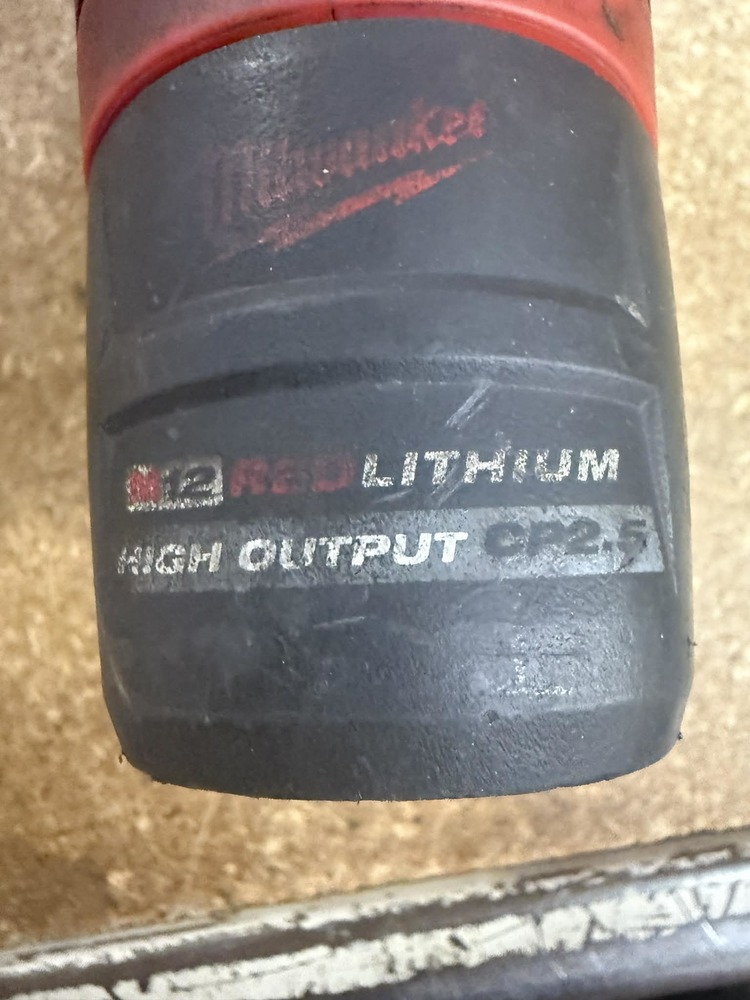 Milwaukee
M12 REDLITHIUM
HIGH OUTPUT CP2.5